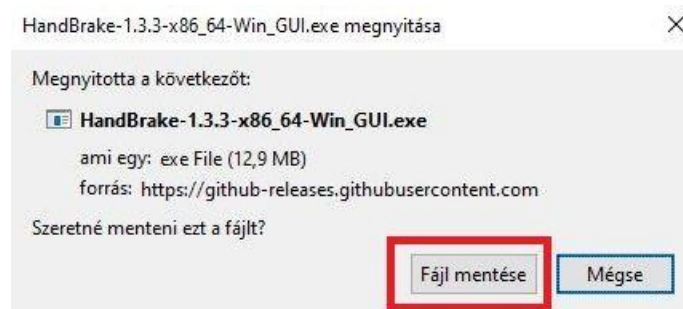 HandBrake-1.3.3-x86_64-Win_GUI.exe megnyitása
Megnyitotta a következőt:
HandBrake-1.3.3-x86_64-Win_GUI.exe
ami egy: exe File (12,9 MB)
forrás: https://github-releases.githubusercontent.com
Szeretné menteni ezt a fájlt?
Fájl mentése Mégse